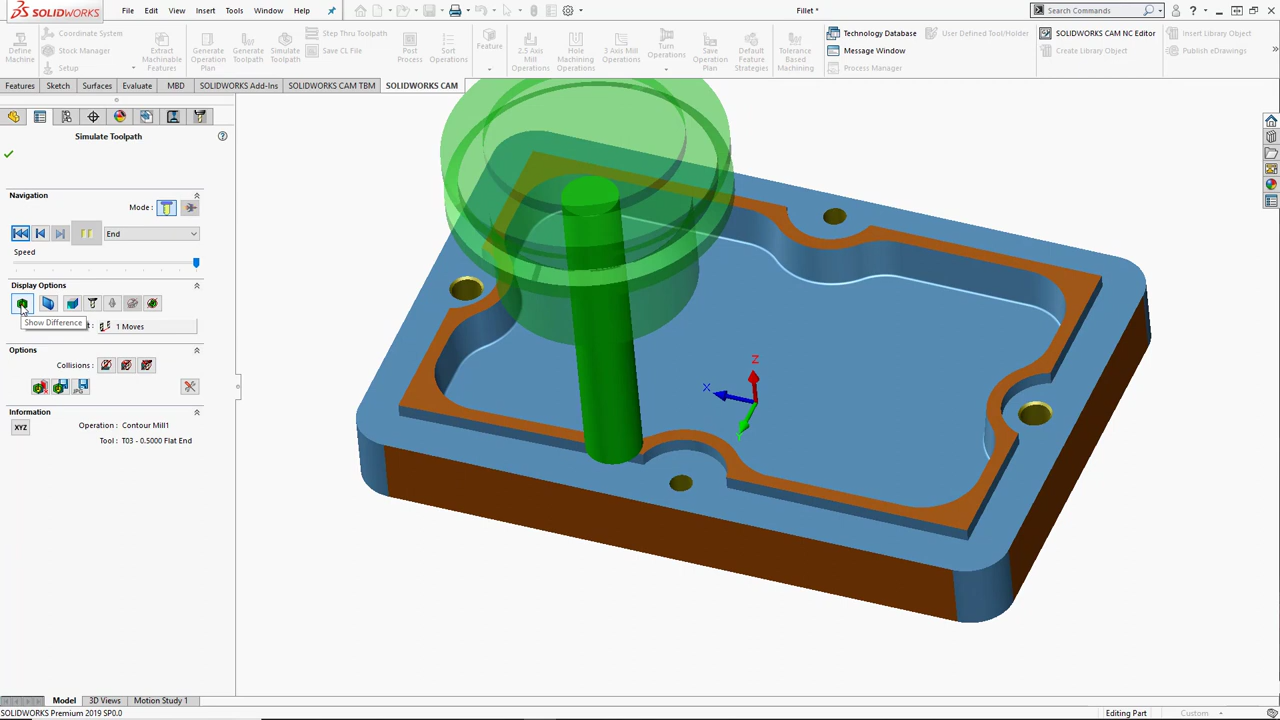 SOLIDWORKS
File Edit View Insert Tools Window Help
Fillet *
Search Commands
Define Machine
Coordinate System
Stock Manager
Setup
Extract Machinable Features
Generate Operation Plan
Generate Toolpath
Simulate Toolpath
Step Thru Toolpath
Save CL File
Post Process
Sort Operations
Feature
2.5 Axis Mill Operations
Hole Machining Operations
3 Axis Mill Operations
Turn Operations
Save Operation Plan
Default Feature Strategies
Tolerance Based Machining
Technology Database
Message Window
Process Manager
User Defined Tool/Holder
SOLIDWORKS CAM NC Editor
Create Library Object
Insert Library Object
Publish eDrawings
Features Sketch Surfaces Evaluate MBD SOLIDWORKS Add-Ins SOLIDWORKS CAM TBM SOLIDWORKS CAM
Simulate Toolpath
Navigation
Mode :
End
Speed
Display Options
Show Difference
: 1 Moves
Options
Collisions :
Information
XYZ
Operation: Contour Mill1
Tool : T03 - 0.5000 Flat End
Z
X
Model 3D Views Motion Study 1
SOLIDWORKS Premium 2019 SP0.0
Editing Part
Custom